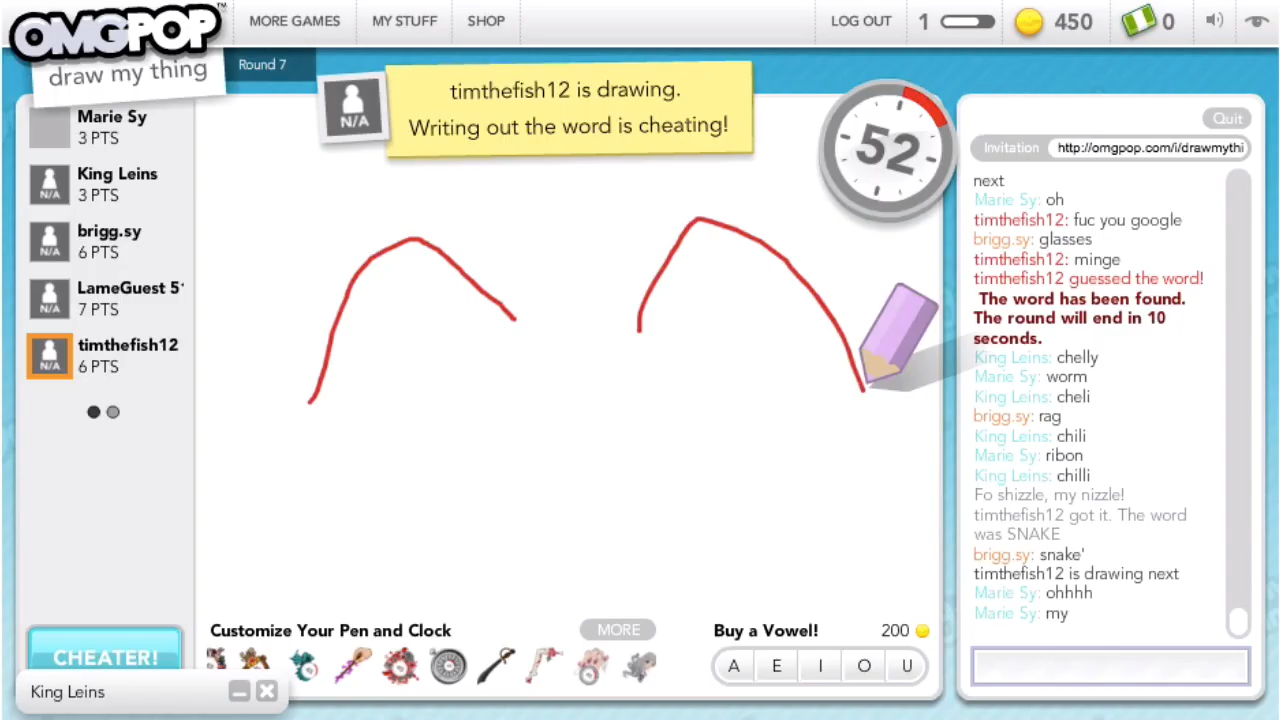 OMGPOP™
draw my thing
MORE GAMES
MY STUFF
SHOP
LOG OUT
1
450
0
Round 7
N/A
timthefish12 is drawing.
Writing out the word is cheating!
52
Marie Sy
3 PTS
N/A
King Leins
3 PTS
N/A
brigg.sy
6 PTS
N/A
LameGuest 5
7 PTS
N/A
timthefish12
6 PTS
CHEATER!
King Leins
Customize Your Pen and Clock
MORE
Buy a Vowel!
200
A E I O U
Quit
Invitation http://omgpop.com/i/drawmythi
next
Marie Sy: oh
timthefish12: fuc you google
brigg.sy: glasses
timthefish12: minge
timthefish12 guessed the word!
The word has been found.
The round will end in 10
seconds.
King Leins: chelly
Marie Sy: worm
King Leins: cheli
brigg.sy: rag
King Leins: chili
Marie Sy: ribon
King Leins: chilli
Fo shizzle, my nizzle!
timthefish12 got it. The word
was SNAKE
brigg.sy: snake'
timthefish12 is drawing next
Marie Sy: ohhhh
Marie Sy: my